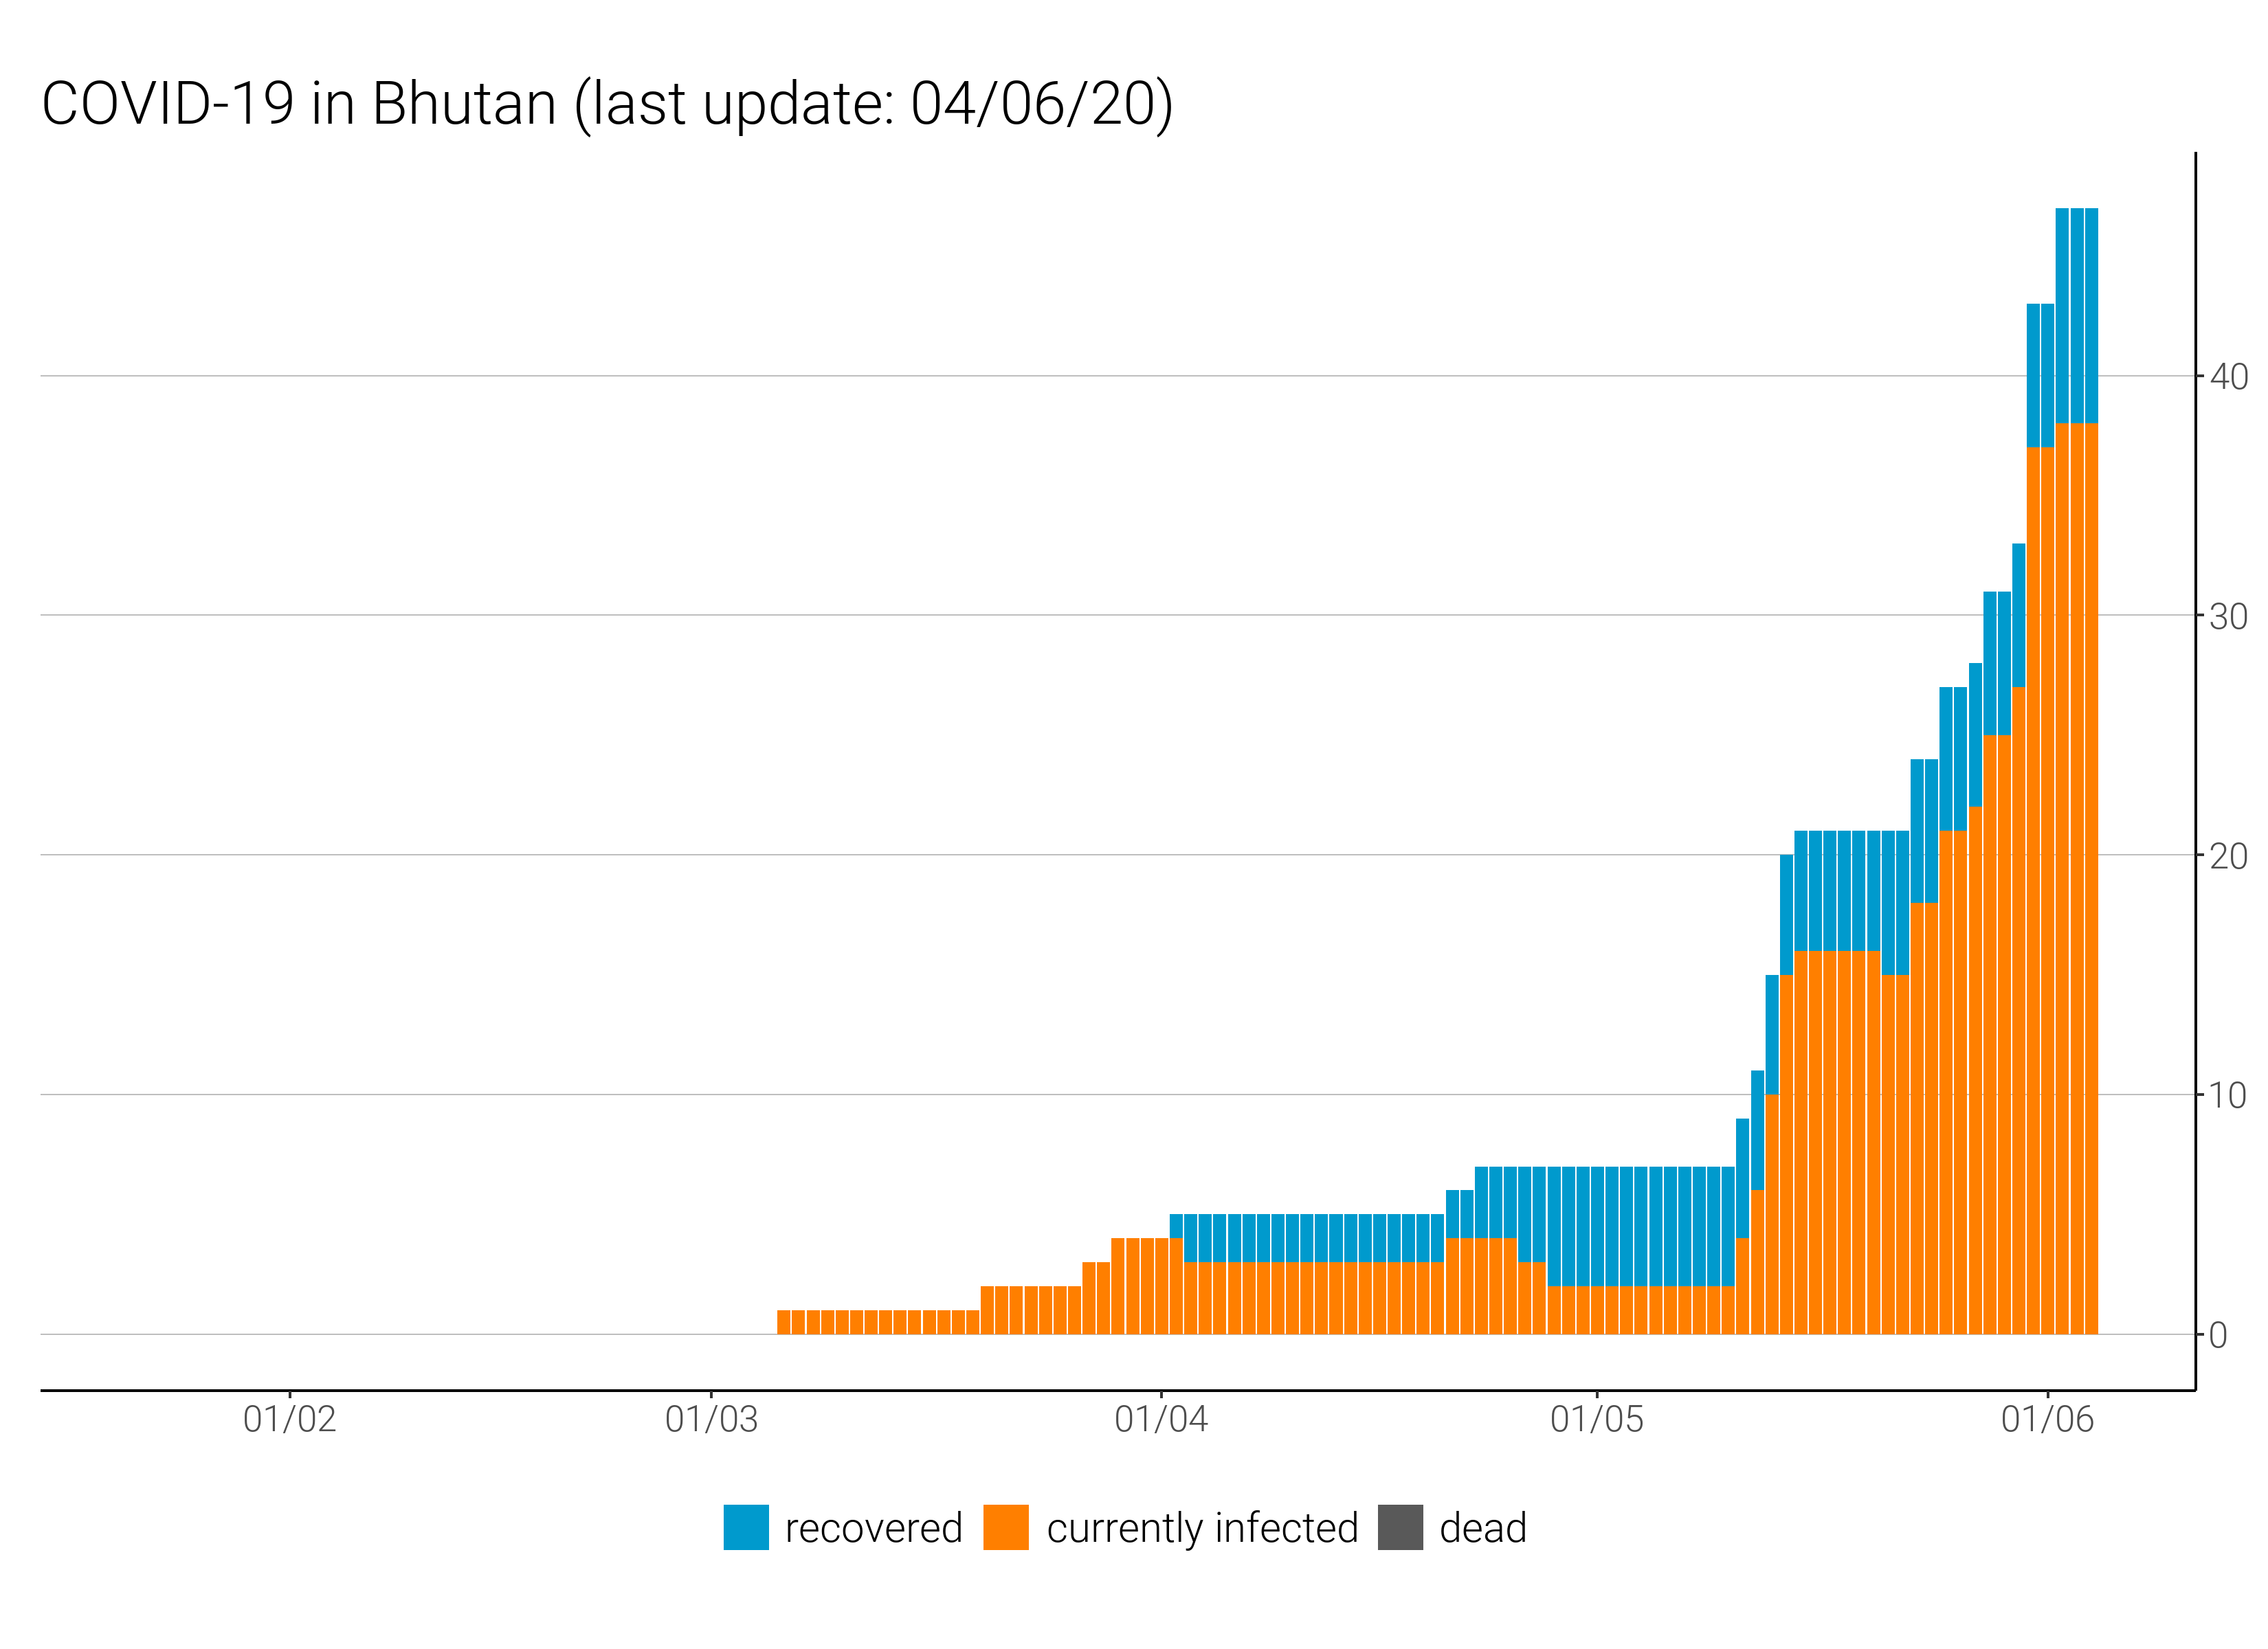 COVID-19 in Bhutan (last update: 04/06/20)
40
30
20
10
0
01/02 01/03 01/04 01/05 01/06
recovered currently infected dead